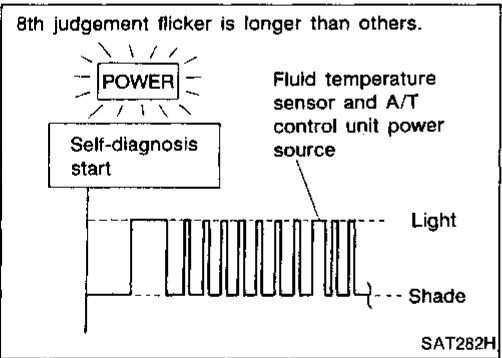 8th judgement flicker is longer than others.
POWER
Self-diagnosis
start
Fluid temperature
sensor and A/T
control unit power
source
Light
Shade
SAT282H